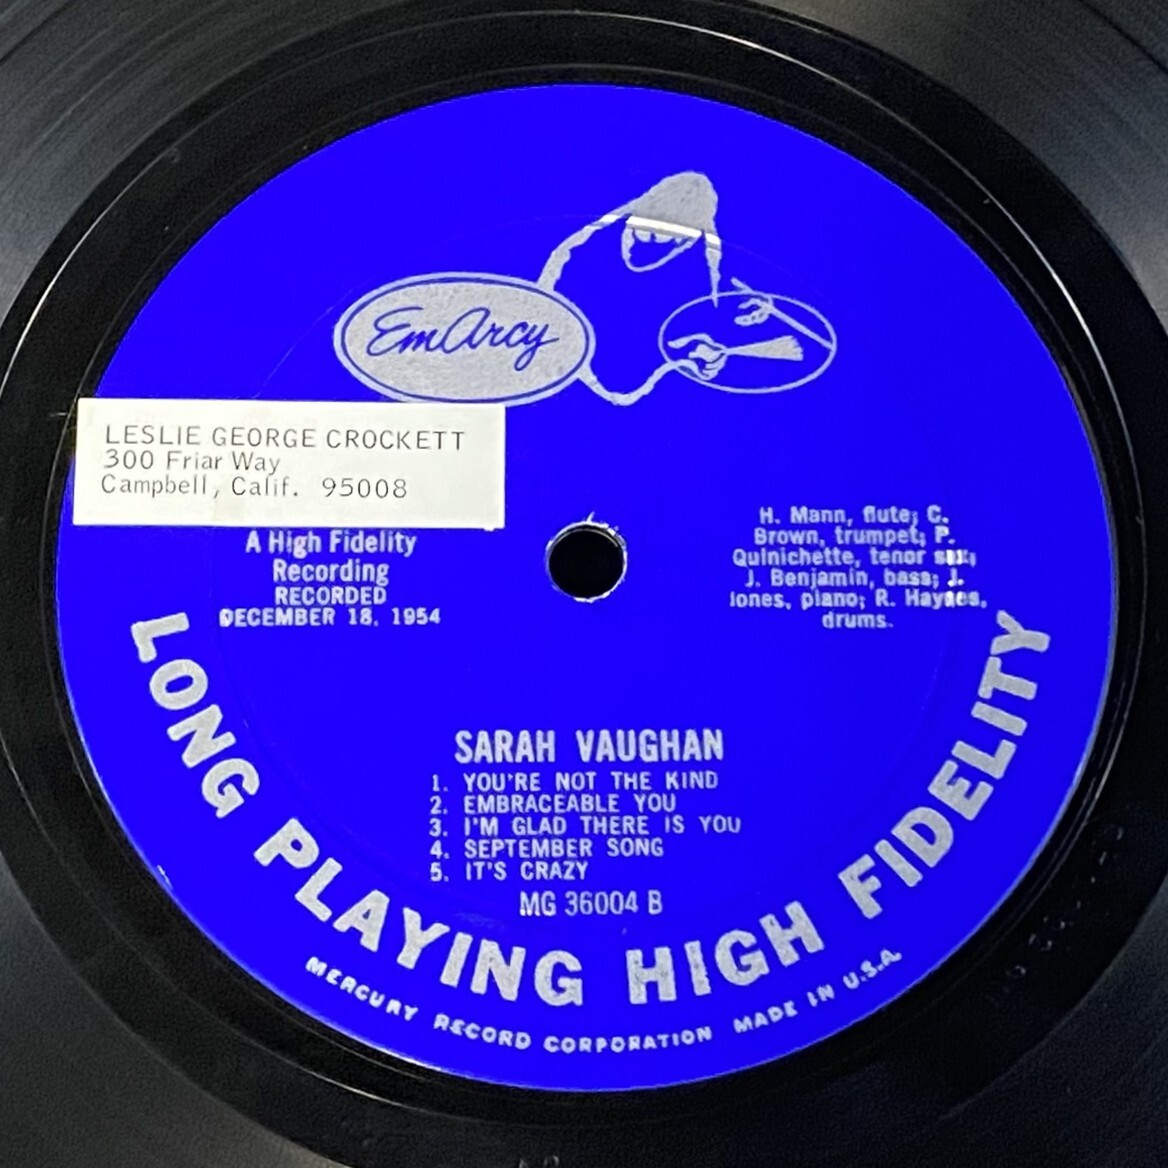 EmArcy
LESLIE GEORGE CROCKETT
300 Friar Way
Campbell, Calif. 95008
A High Fidelity
Recording
RECORDED
DECEMBER 18, 1954
H. Mann, flute; C.
Brown, trumpet; P.
Quinichette, tenor sax;
J. Benjamin, bass; J.
Jones, piano; R. Haynes,
drums.
SARAH VAUGHAN
1. YOU'RE NOT THE KIND
2. EMBRACEABLE YOU
3. I'M GLAD THERE IS YOU
4. SEPTEMBER SONG
5. IT'S CRAZY
MG 36004 B
LONG PLAYING HIGH FIDELITY
MERCURY RECORD CORPORATION MADE IN U.S.A.